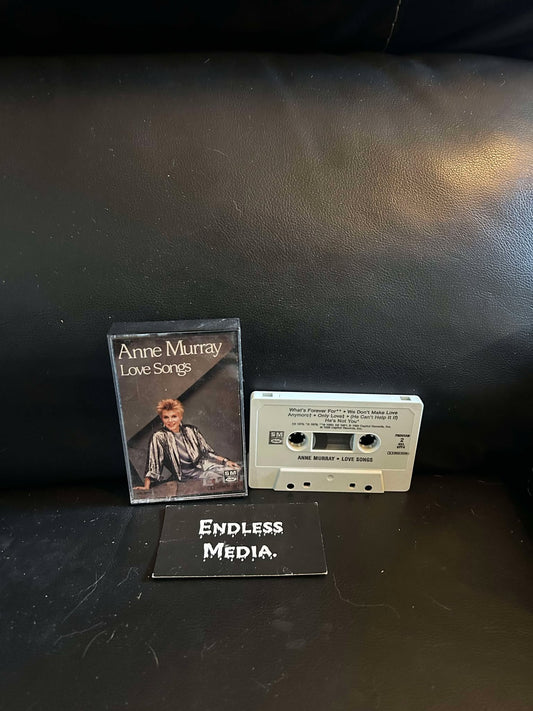 Anne Murray
Love Songs
What's Forever For** • We Don't Make Love
Anymore‡ • Only Love‡ • (He Can't Help It If)
He's Not You*
2
ANNE MURRAY • LOVE SONGS
ENDLESS
MEDIA.